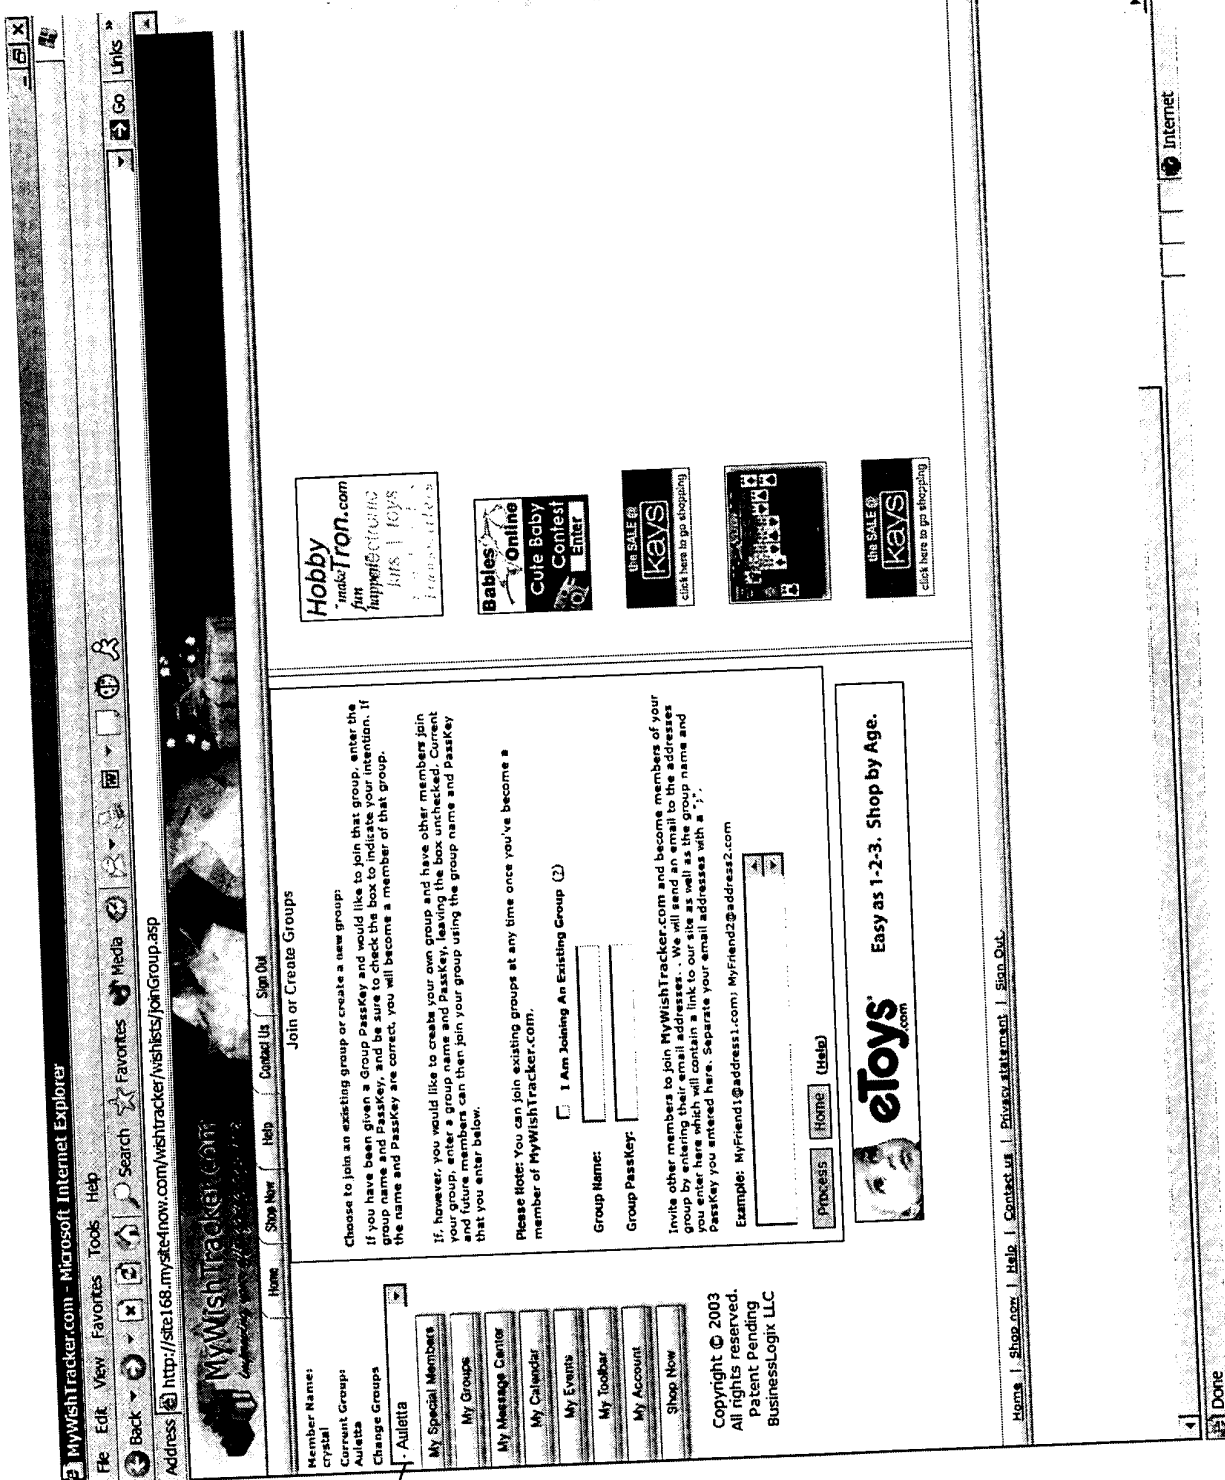 MyWishTracker.com - Microsoft Internet Explorer
File Edit View Favorites Tools Help
Back Search Favorites Media
Address http://site168.mysite4now.com/wishtracker/wishlists/joinGroup.asp Go Links »
MyWishTracker.com
Home Shop Now Help Contact Us Sign Out
Member Name:
crystal
Current Group:
Auletta
Change Groups
- Auletta
My Special Members
My Groups
My Message Center
My Calendar
My Events
My Toolbar
My Account
Shop Now
Copyright © 2003
All rights reserved.
Patent Pending
BusinessLogix LLC
Join or Create Groups
Choose to join an existing group or create a new group:
If you have been given a Group PassKey and would like to join that group, enter the
group name and PassKey, and be sure to check the box to indicate your intention. If
the name and PassKey are correct, you will become a member of that group.
If, however, you would like to create your own group and have other members join
your group, enter a group name and PassKey, leaving the box unchecked. Current
and future members can then join your group using the group name and PassKey
that you enter below.
Please Note: You can join existing groups at any time once you've become a
member of MyWishTracker.com.
I Am Joining An Existing Group (?)
Group Name:
Group PassKey:
Invite other members to join MyWishTracker.com and become members of your
group by entering their email addresses. . We will send an email to the addresses
you enter here which will contain a link to our site as well as the group name and
PassKey you entered here. Separate your email addresses with a ";".
Example: MyFriend1@address1.com; MyFriend2@address2.com
Process Home (Help)
eToys.com Easy as 1-2-3. Shop by Age.
Hobby
Tron.com
"make
fun
happen"
Babies
Online
Cute Baby
Contest
Enter
the SALE @
kays
click here to go shopping
the SALE @
kays
click here to go shopping
Home | Shop now | Help | Contact us | Privacy statement | Sign Out
Done Internet